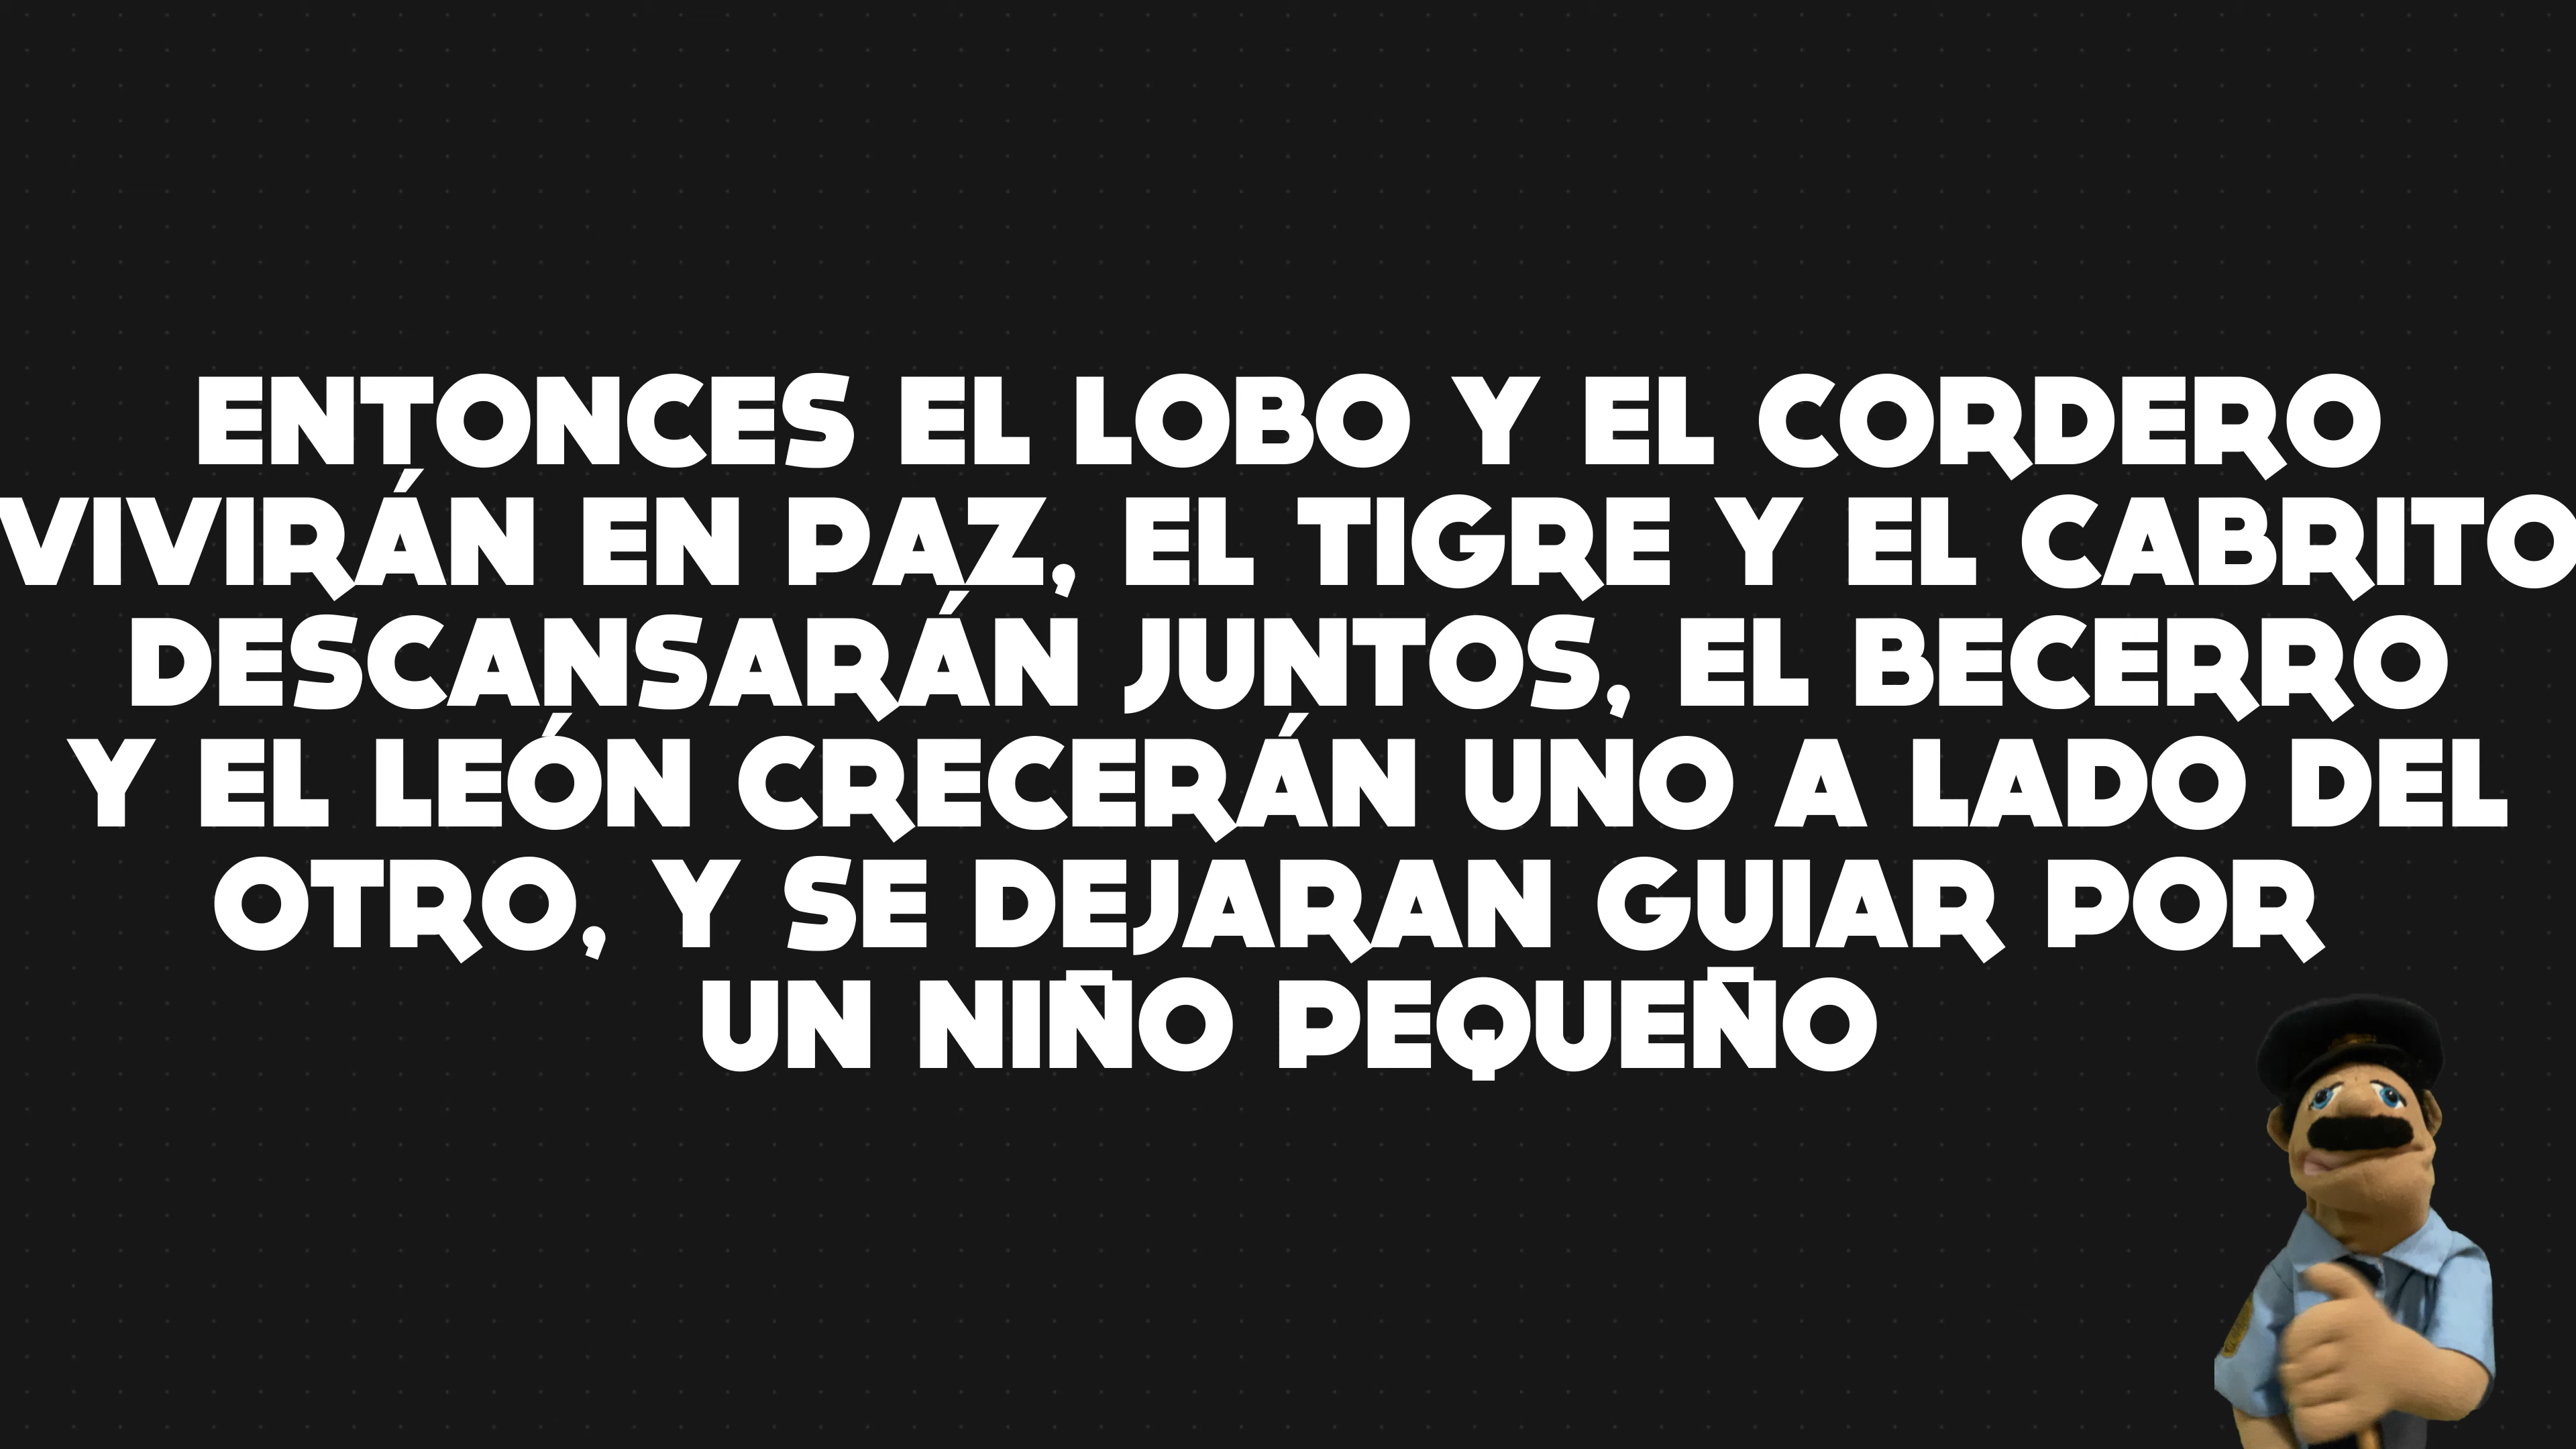 ENTONCES EL LOBO Y EL CORDERO
VIVIRÁN EN PAZ, EL TIGRE Y EL CABRITO
DESCANSARÁN JUNTOS, EL BECERRO
Y EL LEÓN CRECERÁN UNO A LADO DEL
OTRO, Y SE DEJARAN GUIAR POR
UN NIÑO PEQUEÑO